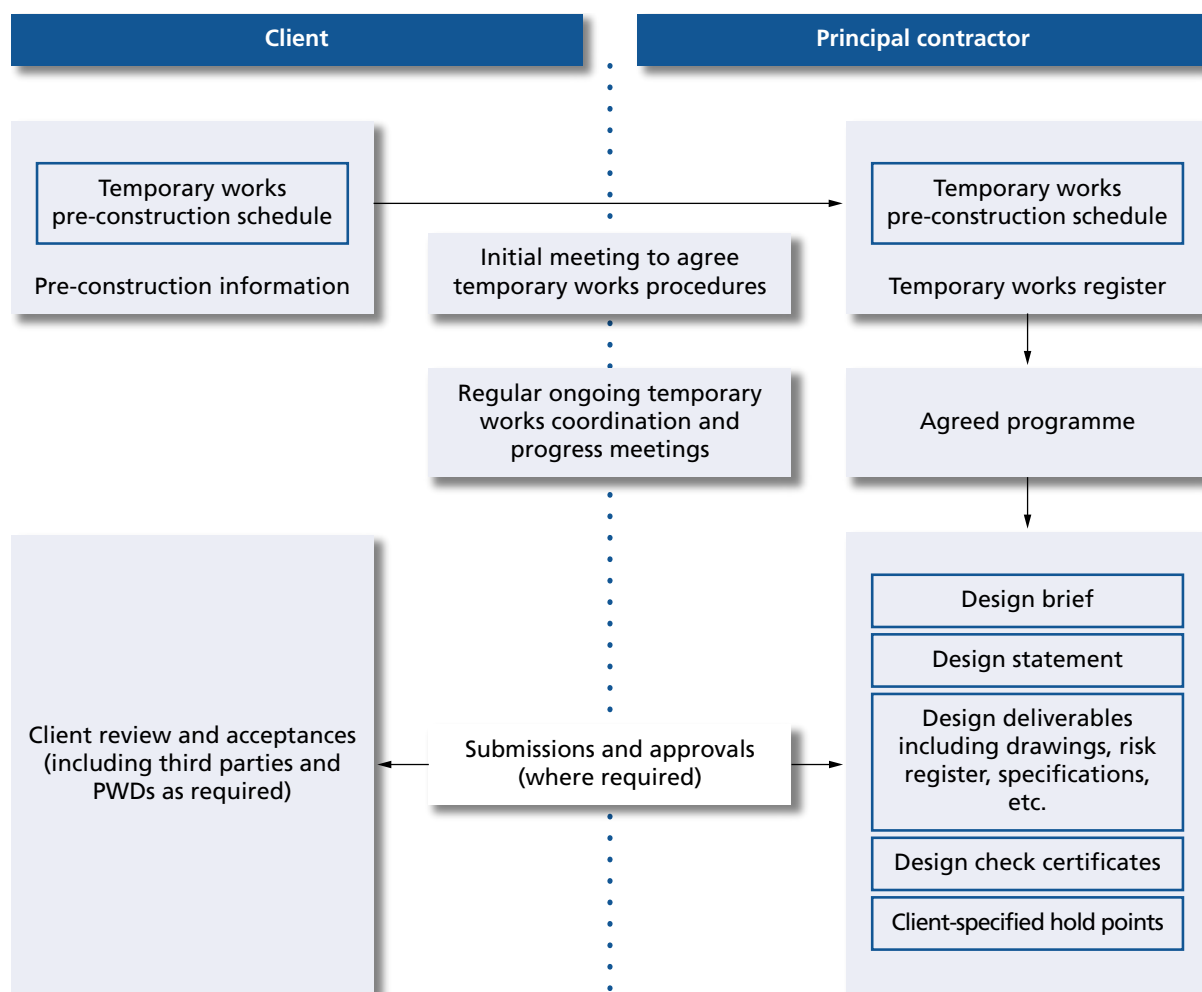 Client
Principal contractor
Temporary works
pre-construction schedule
Pre-construction information
Initial meeting to agree
temporary works procedures
Temporary works
pre-construction schedule
Temporary works register
Regular ongoing temporary
works coordination and
progress meetings
Agreed programme
Client review and acceptances
(including third parties and
PWDs as required)
Submissions and approvals
(where required)
Design brief
Design statement
Design deliverables
including drawings, risk
register, specifications,
etc.
Design check certificates
Client-specified hold points